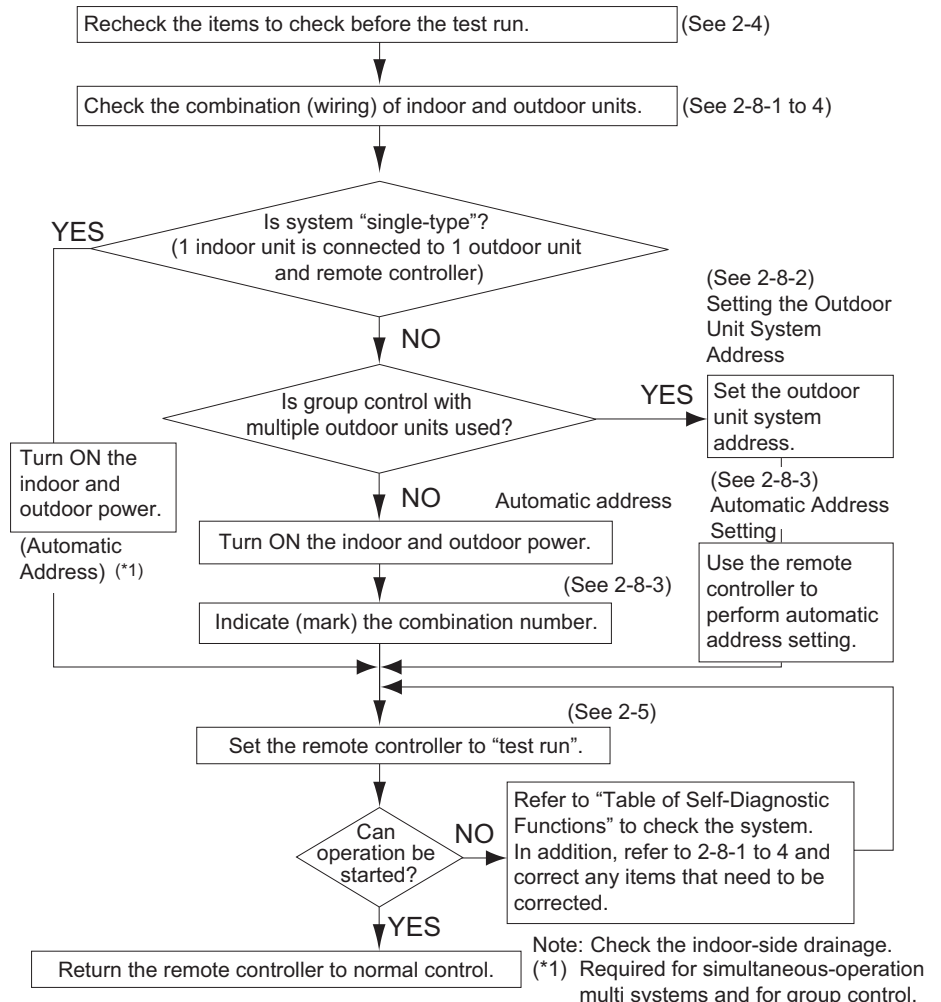 Recheck the items to check before the test run.
(See 2-4)
Check the combination (wiring) of indoor and outdoor units.
(See 2-8-1 to 4)
Is system “single-type”?
(1 indoor unit is connected to 1 outdoor unit
and remote controller)
YES
NO
(See 2-8-2)
Setting the Outdoor
Unit System
Address
Is group control with
multiple outdoor units used?
YES
Set the outdoor
unit system
address.
Turn ON the
indoor and
outdoor power.
(Automatic
Address) (*1)
NO
Automatic address
(See 2-8-3)
Automatic Address
Setting
Turn ON the indoor and outdoor power.
(See 2-8-3)
Use the remote
controller to
perform automatic
address setting.
Indicate (mark) the combination number.
(See 2-5)
Set the remote controller to “test run”.
Can
operation be
started?
NO
Refer to “Table of Self-Diagnostic
Functions” to check the system.
In addition, refer to 2-8-1 to 4 and
correct any items that need to be
corrected.
YES
Return the remote controller to normal control.
Note: Check the indoor-side drainage.
(*1) Required for simultaneous-operation
multi systems and for group control.